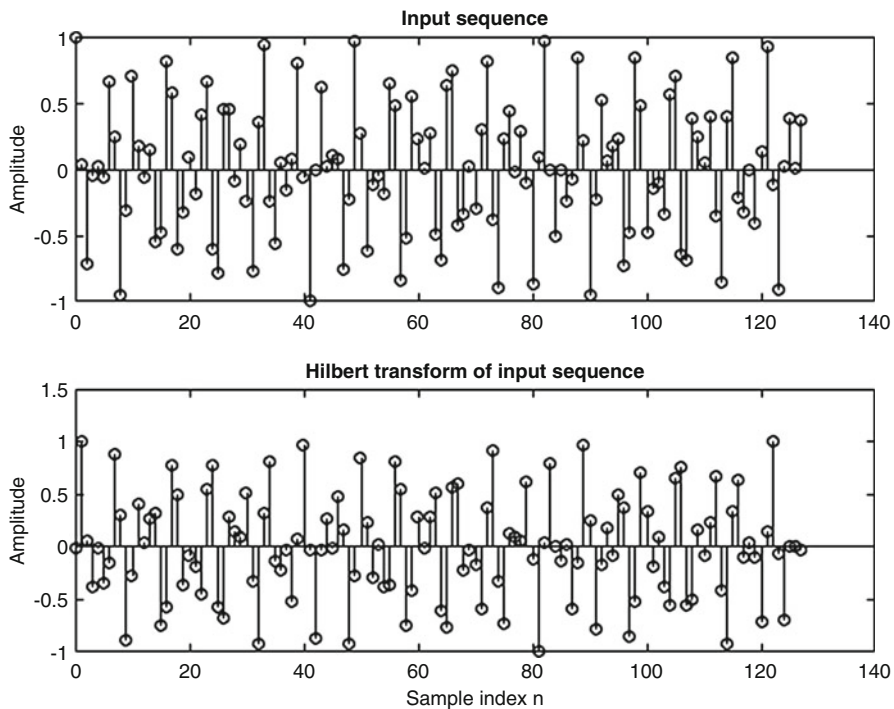 Input sequence
1
0.5
0
-0.5
-1
Amplitude
0 20 40 60 80 100 120 140
Hilbert transform of input sequence
1.5
1
0.5
0
-0.5
-1
Amplitude
0 20 40 60 80 100 120 140
Sample index n